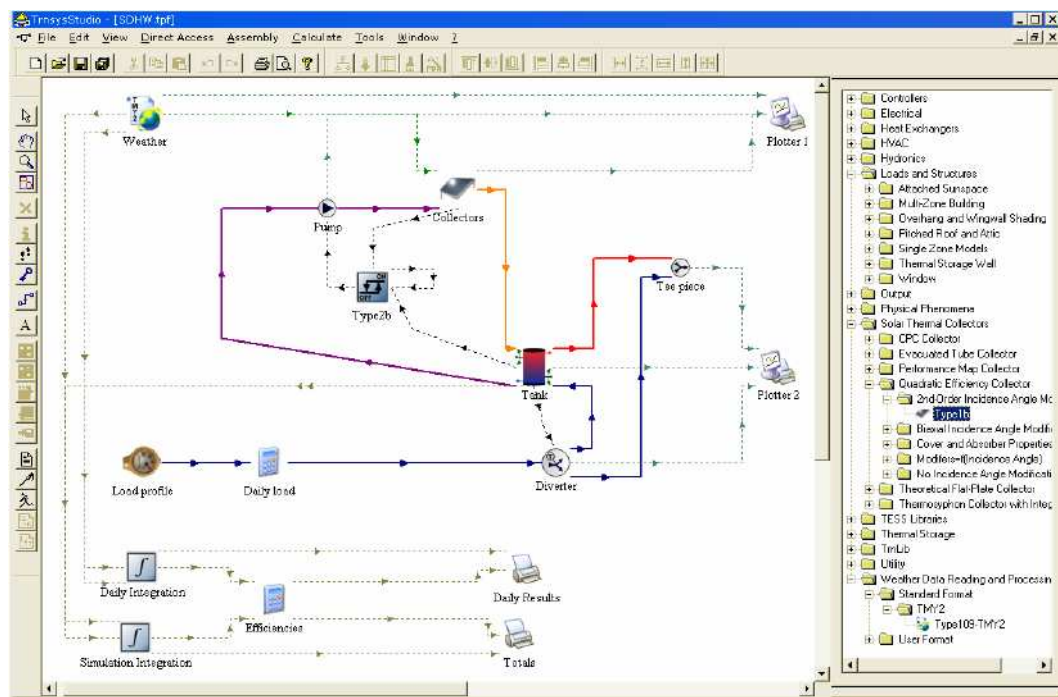 TrnsysStudio - [SDHW.tpf]
File Edit View Direct Access Assembly Calculate Tools Window ?
Weather
Plotter 1
Collectors
Pump
Type2b
ON
OFF
Tee piece
Tank
Plotter 2
Load profile
Daily load
Diverter
Daily Integration
Daily Results
Efficiencies
Simulation Integration
Totals
Controllers
Electrical
Heat Exchangers
HVAC
Hydronics
Loads and Structures
Attached Sunspace
Multi-Zone Building
Overhang and Wingwall Shading
Pitched Roof and Attic
Single Zone Models
Thermal Storage Wall
Window
Output
Physical Phenomena
Solar Thermal Collectors
CPC Collector
Evacuated Tube Collector
Performance Map Collector
Quadratic Efficiency Collector
2nd-Order Incidence Angle Mo
Type1b
Biaxial Incidence Angle Modifi
Cover and Absorber Properties
Modifers=f(Incidence Angle)
No Incidence Angle Modificati
Theoretical Flat-Plate Collector
Thermosyphon Collector with Integ
TESS Libraries
Thermal Storage
TrnLib
Utility
Weather Data Reading and Processin
Standard Format
TMY2
Type109-TMY2
User Format